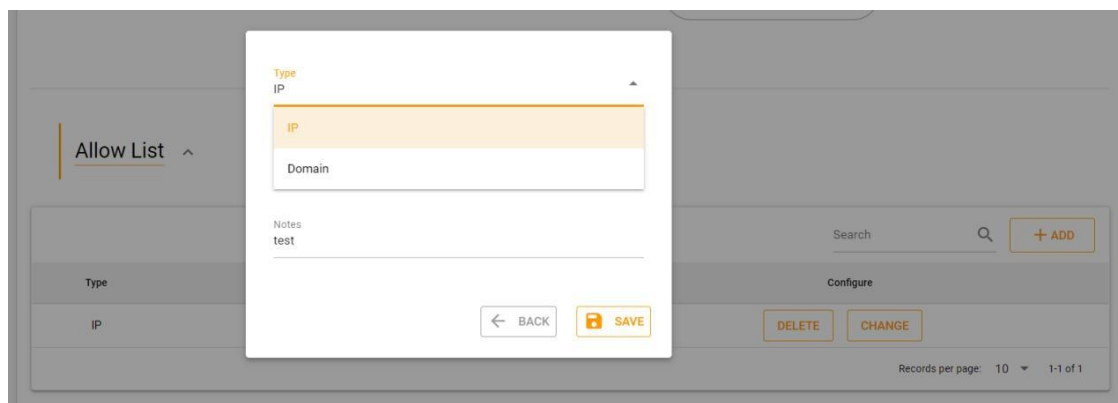 Type
IP
IP
Domain
Notes
test
BACK
SAVE
Allow List
Search
+ ADD
Type
Configure
IP
DELETE
CHANGE
Records per page: 10 1-1 of 1